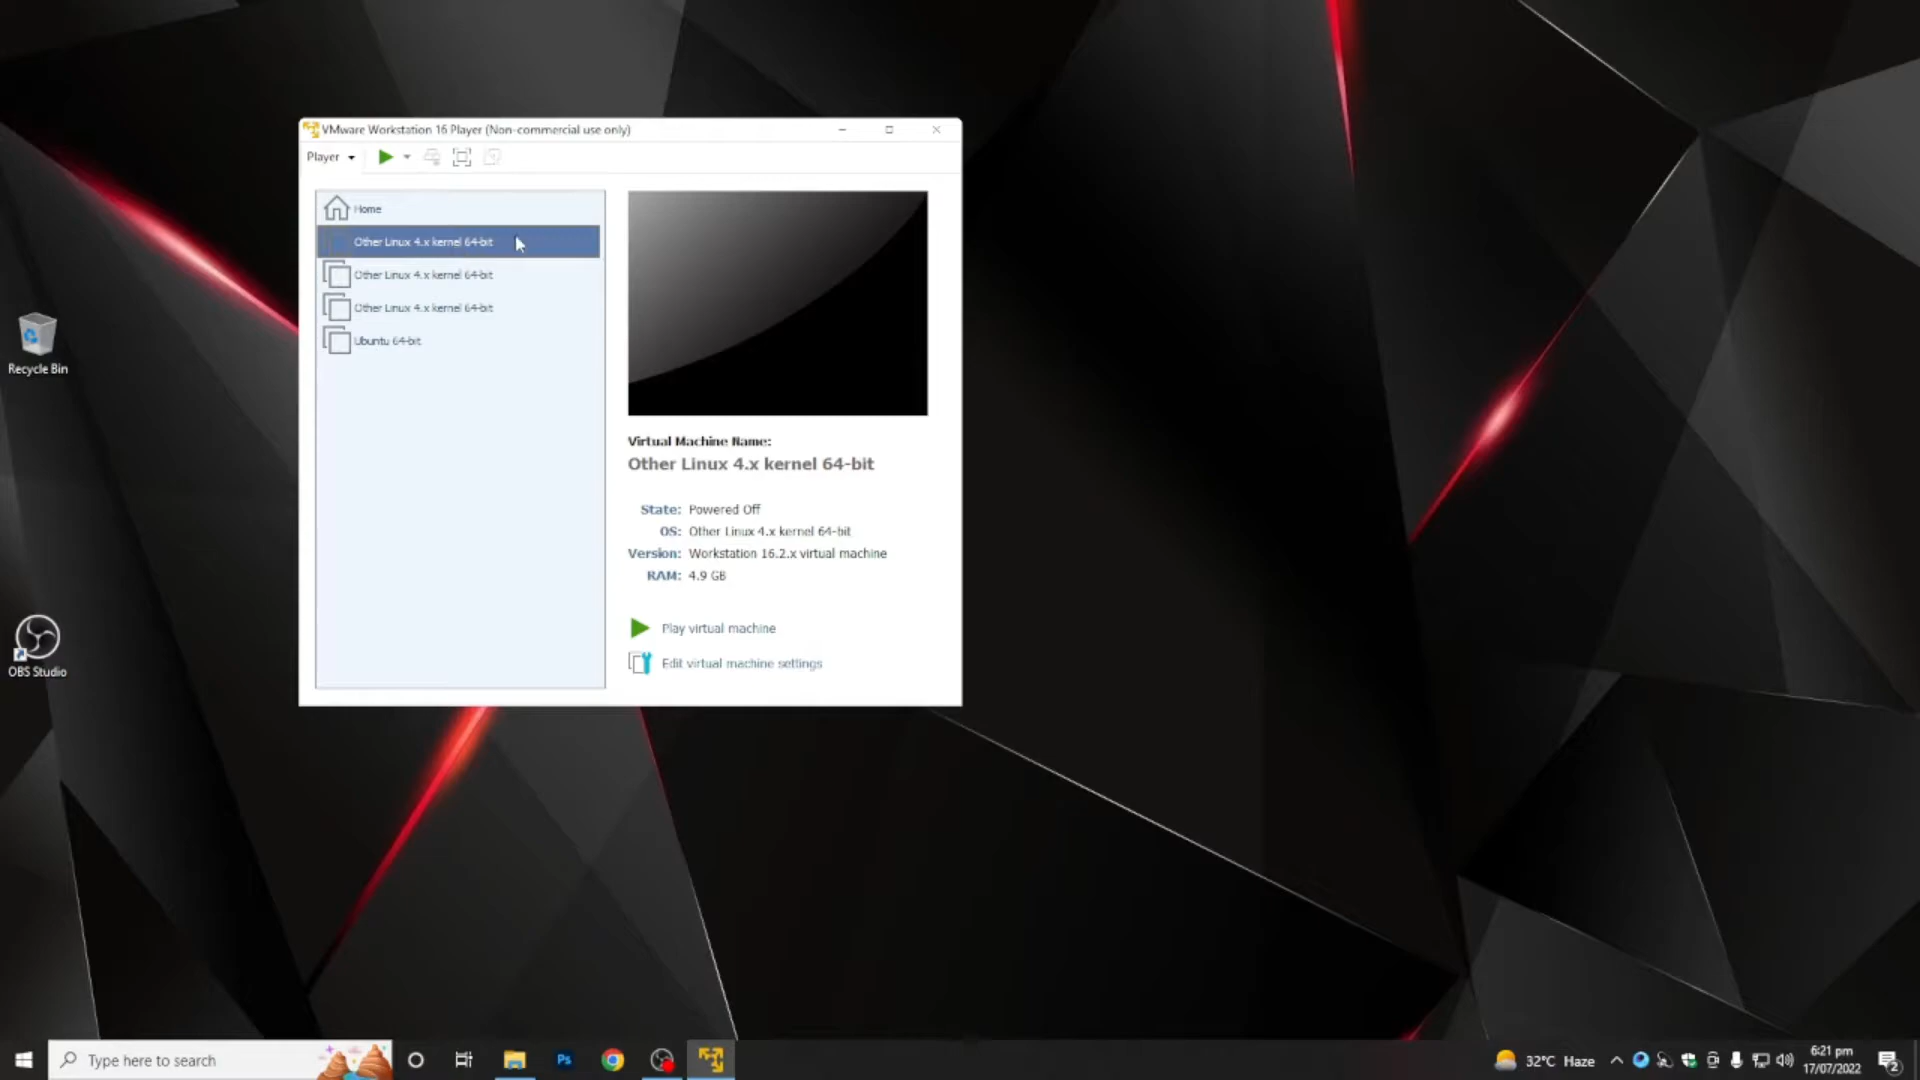 VMware Workstation 16 Player (Non-commercial use only)
Player
Home
Other Linux 4.x kernel 64-bit
Other Linux 4.x kernel 64-bit
Other Linux 4.x kernel 64-bit
Ubuntu 64-bit
Virtual Machine Name:
Other Linux 4.x kernel 64-bit
State: Powered Off
OS: Other Linux 4.x kernel 64-bit
Version: Workstation 16.2.x virtual machine
RAM: 4.9 GB
Play virtual machine
Edit virtual machine settings
Recycle Bin
OBS Studio
Type here to search
Ps
32°C Haze
6:21 pm
17/07/2022
2